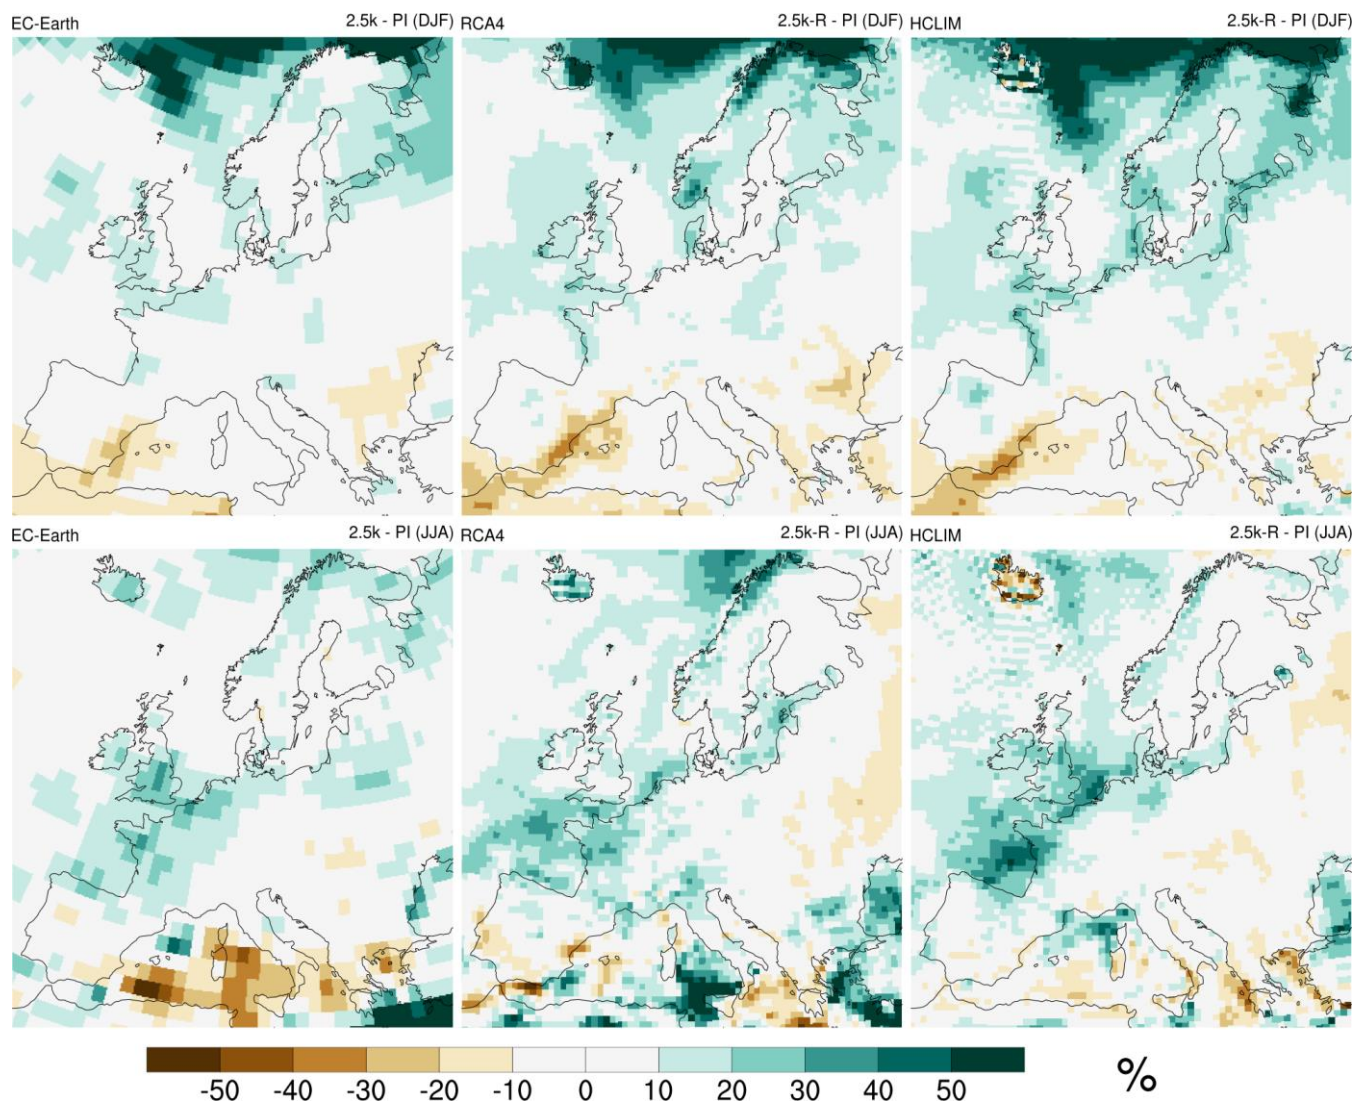 EC-Earth 2.5k - PI (DJF)
RCA4 2.5k-R - PI (DJF)
HCLIM 2.5k-R - PI (DJF)
EC-Earth 2.5k - PI (JJA)
RCA4 2.5k-R - PI (JJA)
HCLIM 2.5k-R - PI (JJA)
-50 -40 -30 -20 -10 0 10 20 30 40 50 %